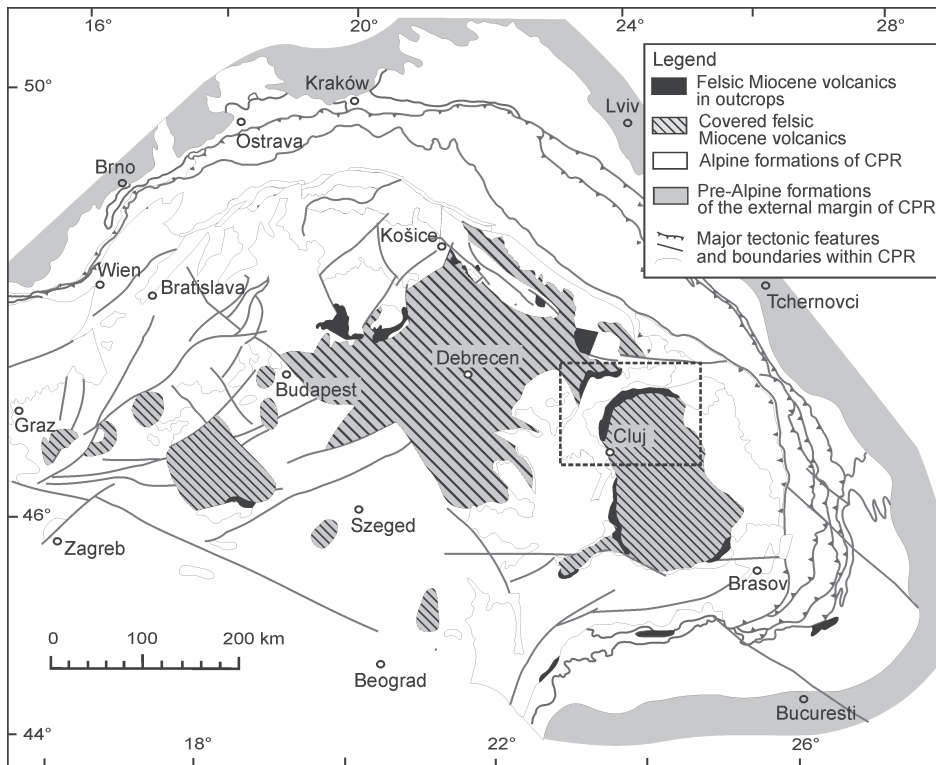 16°
20°
24°
28°
50°
Kraków
Lviv
Ostrava
Brno
Legend
Felsic Miocene volcanics
in outcrops
Covered felsic
Miocene volcanics
Alpine formations of CPR
Pre-Alpine formations
of the external margin of CPR
Major tectonic features
and boundaries within CPR
Košice
Wien
Bratislava
Tchernovci
Debrecen
Budapest
Graz
Cluj
46°
Szeged
Zagreb
Brasov
0 100 200 km
Beograd
Bucuresti
44°
18°
22°
26°